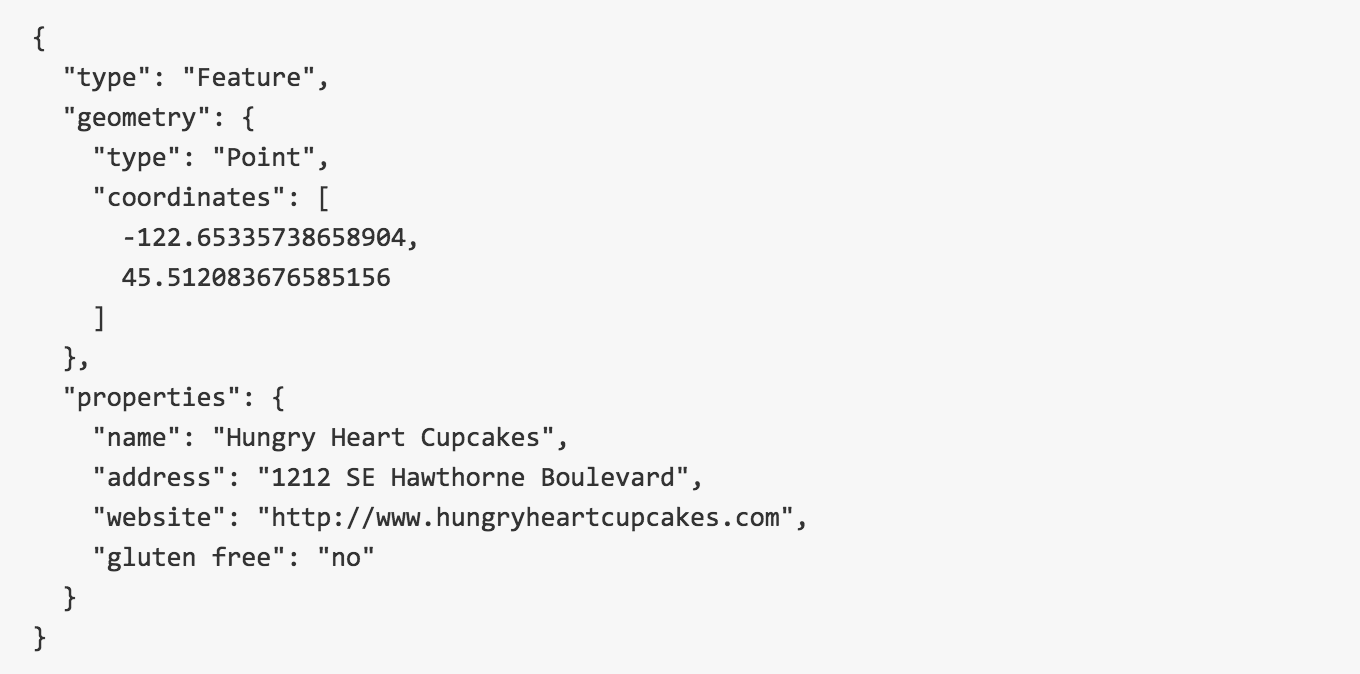 {
  "type": "Feature",
  "geometry": {
    "type": "Point",
    "coordinates": [
      -122.65335738658904,
      45.512083676585156
    ]
  },
  "properties": {
    "name": "Hungry Heart Cupcakes",
    "address": "1212 SE Hawthorne Boulevard",
    "website": "http://www.hungryheartcupcakes.com",
    "gluten free": "no"
  }
}